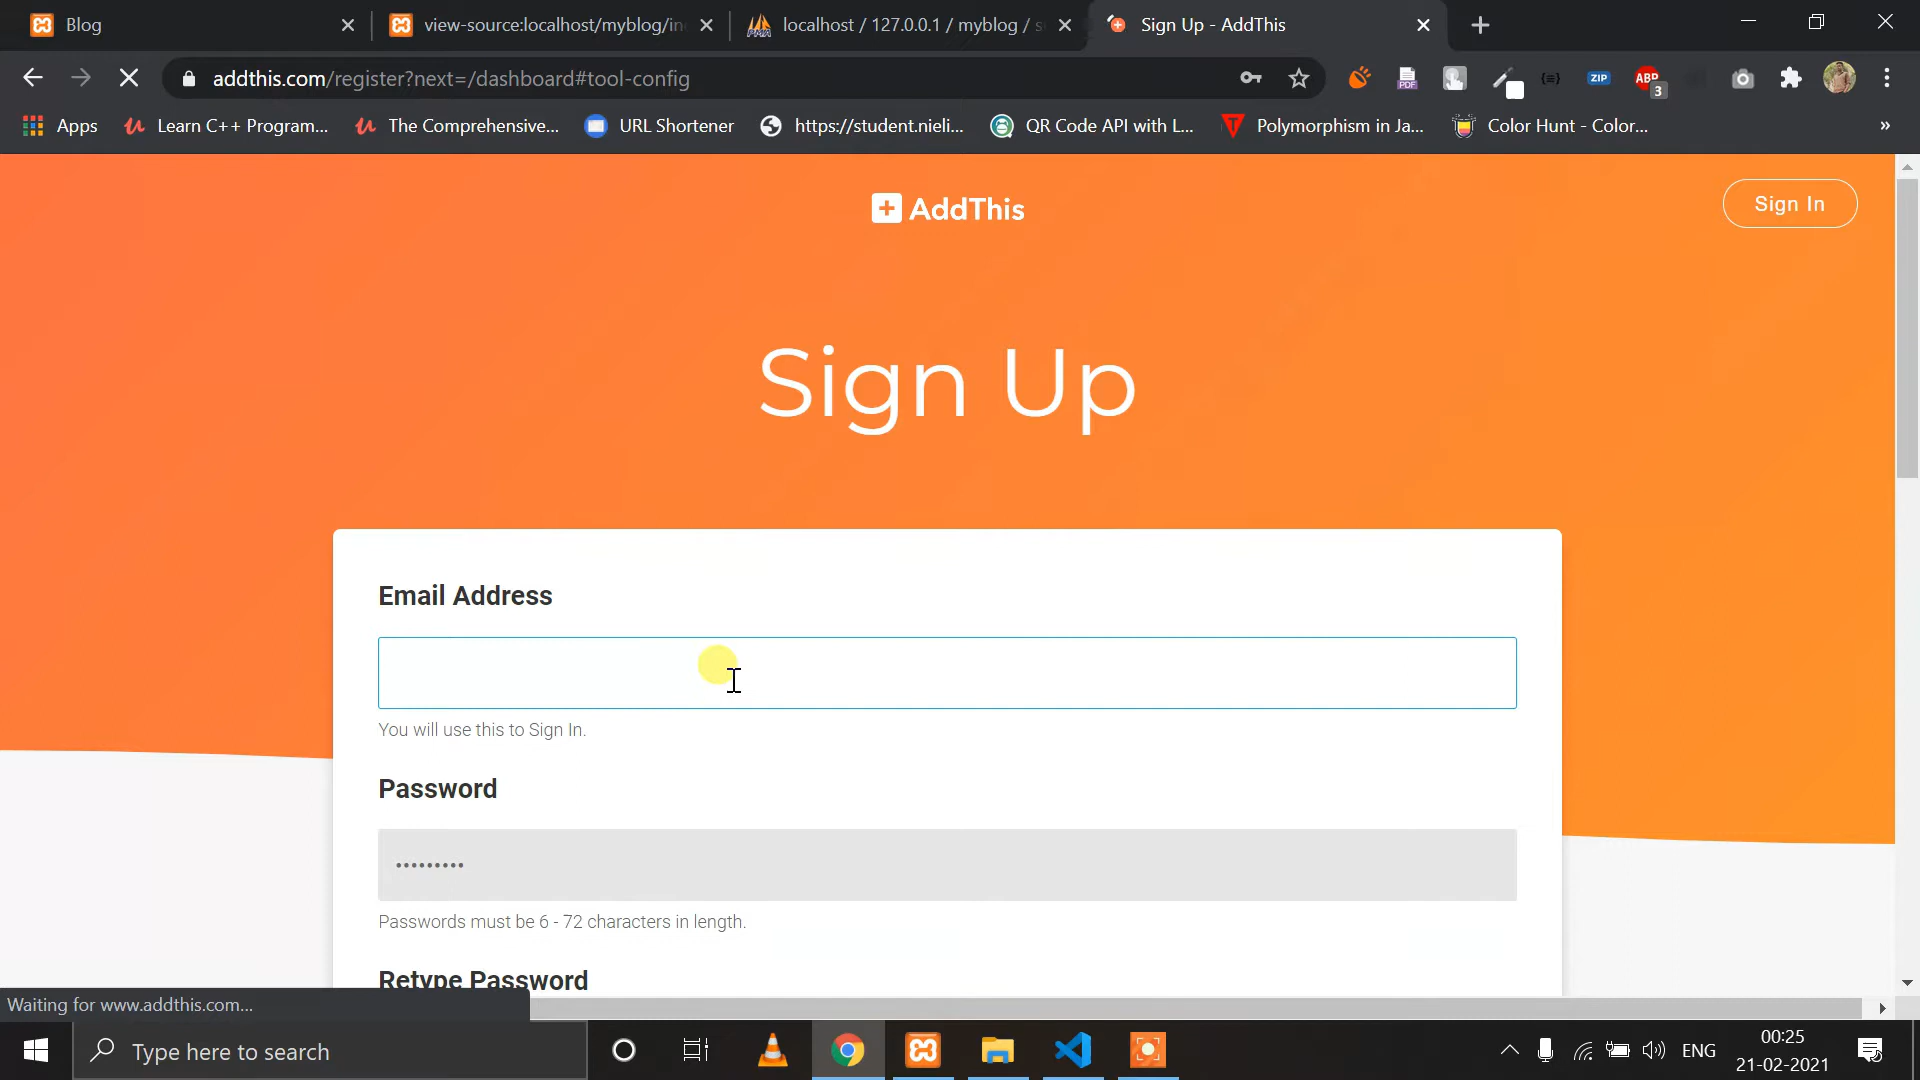 Blog
view-source:localhost/myblog/in
localhost / 127.0.0.1 / myblog / s
Sign Up - AddThis
addthis.com/register?next=/dashboard#tool-config
PDF
ZIP
ABP
3
Apps
Learn C++ Program...
The Comprehensive...
URL Shortener
https://student.nieli...
QR Code API with L...
Polymorphism in Ja...
Color Hunt - Color...
»
AddThis
Sign In
Sign Up
Email Address
You will use this to Sign In.
Password
•••••••••
Passwords must be 6 - 72 characters in length.
Retype Password
Waiting for www.addthis.com...
Type here to search
ENG
00:25
21-02-2021